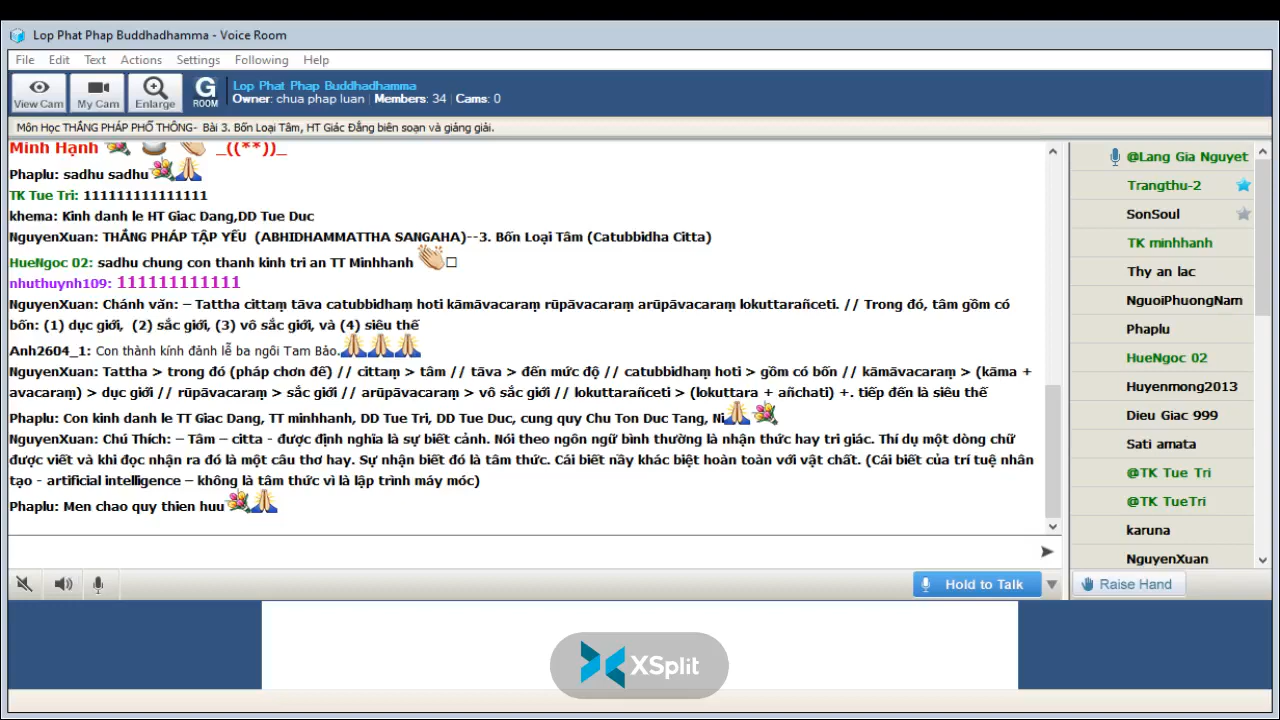 Lop Phat Phap Buddhadhamma - Voice Room
File Edit Text Actions Settings Following Help
View Cam My Cam Enlarge G ROOM
Lop Phat Phap Buddhadhamma
Owner: chua phap luan | Members: 34 | Cams: 0
Môn Học THẮNG PHÁP PHỔ THÔNG- Bài 3. Bốn Loại Tâm, HT Giác Đẳng biên soạn và giảng giải.
Minh Hạnh _((**))_
Phaplu: sadhu sadhu
TK Tue Tri: 111111111111111
khema: Kinh danh le HT Giac Dang,DD Tue Duc
NguyenXuan: THẮNG PHÁP TẬP YẾU (ABHIDHAMMATTHA SANGAHA)--3. Bốn Loại Tâm (Catubbidha Citta)
HueNgoc 02: sadhu chung con thanh kinh tri an TT Minhhanh
nhuthuynh109: 111111111111
NguyenXuan: Chánh văn: – Tattha cittaṃ tāva catubbidhaṃ hoti kāmāvacaraṃ rūpāvacaraṃ arūpāvacaraṃ lokuttarañceti. // Trong đó, tâm gồm có
bốn: (1) dục giới, (2) sắc giới, (3) vô sắc giới, và (4) siêu thế
Anh2604_1: Con thành kính đảnh lễ ba ngôi Tam Bảo.
NguyenXuan: Tattha > trong đó (pháp chơn đế) // cittaṃ > tâm // tāva > đến mức độ // catubbidhaṃ hoti > gồm có bốn // kāmāvacaraṃ > (kāma +
avacaraṃ) > dục giới // rūpāvacaraṃ > sắc giới // arūpāvacaraṃ > vô sắc giới // lokuttarañceti > (lokuttara + añchati) +. tiếp đến là siêu thế
Phaplu: Con kinh danh le TT Giac Dang, TT minhhanh, DD Tue Tri, DD Tue Duc, cung quy Chu Ton Duc Tang, Ni
NguyenXuan: Chú Thích: – Tâm – citta - được định nghĩa là sự biết cảnh. Nói theo ngôn ngữ bình thường là nhận thức hay tri giác. Thí dụ một dòng chữ
được viết và khi đọc nhận ra đó là một câu thơ hay. Sự nhận biết đó là tâm thức. Cái biết nầy khác biệt hoàn toàn với vật chất. (Cái biết của trí tuệ nhân
tạo - artificial intelligence – không là tâm thức vì là lập trình máy móc)
Phaplu: Men chao quy thien huu
Hold to Talk
@Lang Gia Nguyet
Trangthu-2
SonSoul
TK minhhanh
Thy an lac
NguoiPhuongNam
Phaplu
HueNgoc 02
Huyenmong2013
Dieu Giac 999
Sati amata
@TK Tue Tri
@TK TueTri
karuna
NguyenXuan
Raise Hand
XSplit